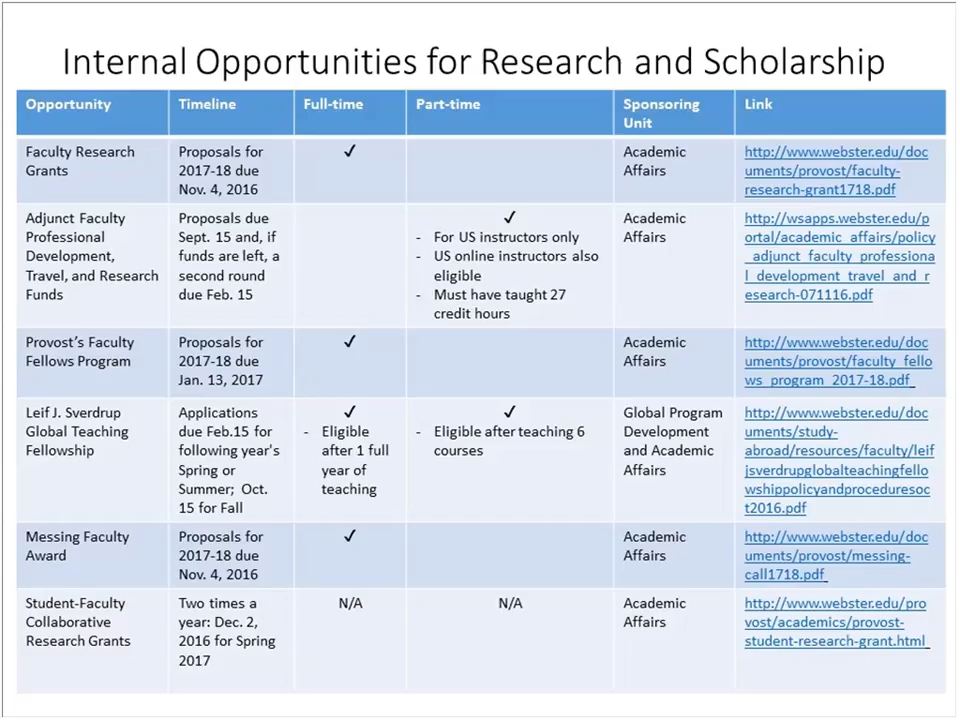 Internal Opportunities for Research and Scholarship
Opportunity
Timeline
Full-time
Part-time
Sponsoring
Unit
Link
Faculty Research
Grants
Proposals for
2017-18 due
Nov. 4, 2016
✓
Academic
Affairs
http://www.webster.edu/doc
uments/provost/faculty-
research-grant1718.pdf
Adjunct Faculty
Professional
Development,
Travel, and Research
Funds
Proposals due
Sept. 15 and, if
funds are left, a
second round
due Feb. 15
✓
- For US instructors only
- US online instructors also
eligible
- Must have taught 27
credit hours
Academic
Affairs
http://wsapps.webster.edu/p
ortal/academic_affairs/policy
_adjunct_faculty_professiona
l_development_travel_and_r
esearch-071116.pdf
Provost's Faculty
Fellows Program
Proposals for
2017-18 due
Jan. 13, 2017
✓
Academic
Affairs
http://www.webster.edu/doc
uments/provost/faculty_fello
ws_program_2017-18.pdf
Leif J. Sverdrup
Global Teaching
Fellowship
Applications
due Feb.15 for
following year's
Spring or
Summer; Oct.
15 for Fall
✓
- Eligible
after 1 full
year of
teaching
✓
- Eligible after teaching 6
courses
Global Program
Development
and Academic
Affairs
http://www.webster.edu/doc
uments/study-
abroad/resources/faculty/leif
jsverdrupglobalteachingfello
wshippolicyandproceduresoc
t2016.pdf
Messing Faculty
Award
Proposals for
2017-18 due
Nov. 4, 2016
✓
Academic
Affairs
http://www.webster.edu/doc
uments/provost/messing-
call1718.pdf
Student-Faculty
Collaborative
Research Grants
Two times a
year: Dec. 2,
2016 for Spring
2017
N/A
N/A
Academic
Affairs
http://www.webster.edu/pro
vost/academics/provost-
student-research-grant.html